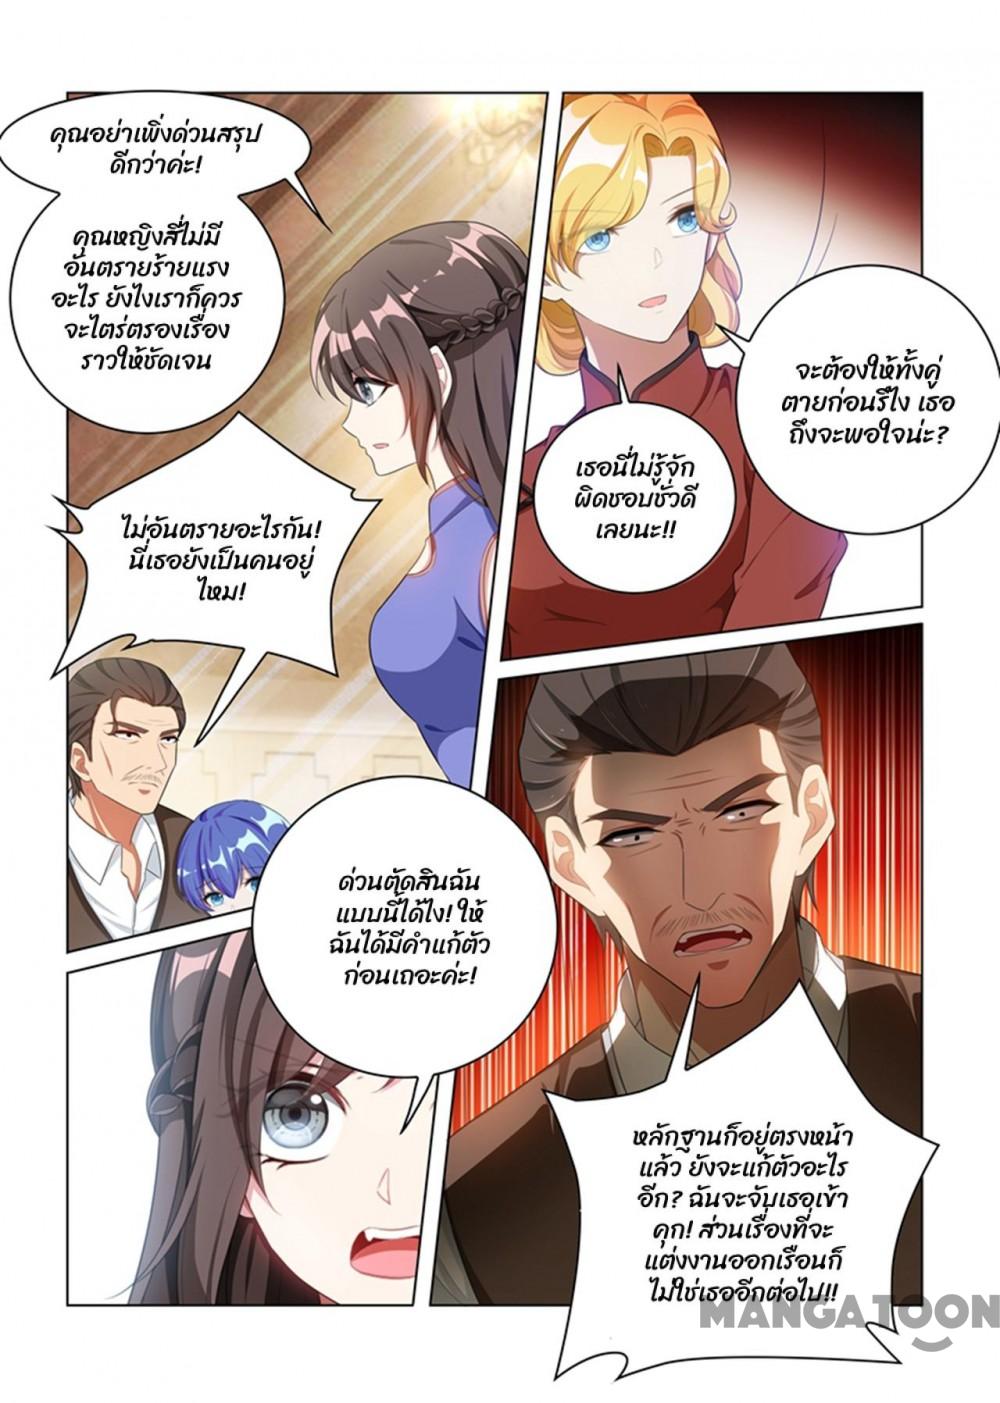 คุณอย่าเพิ่งด่วนสรุป
ดีกว่าค่ะ!
คุณหญิงสี่ไม่มี
อันตรายร้ายแรง
อะไร ยังไงเราก็ควร
จะไตร่ตรองเรื่อง
ราวให้ชัดเจน
ไม่อันตรายอะไรกัน!
นี่เธอยังเป็นคนอยู่
ไหม!
จะต้องให้ทั้งคู่
ตายก่อนรึไง เธอ
ถึงจะพอใจน่ะ?
เธอนี่ไม่รู้จัก
ผิดชอบชั่วดี
เลยนะ!!
ด่วนตัดสินฉัน
แบบนี้ได้ไง! ให้
ฉันได้มีคำแก้ตัว
ก่อนเถอะค่ะ!
หลักฐานก็อยู่ตรงหน้า
แล้ว ยังจะแก้ตัวอะไร
อีก? ฉันจะจับเธอเข้า
คุก! ส่วนเรื่องที่จะ
แต่งงานออกเรือนก็
ไม่ใช่เธออีกต่อไป!!
MANGATOON